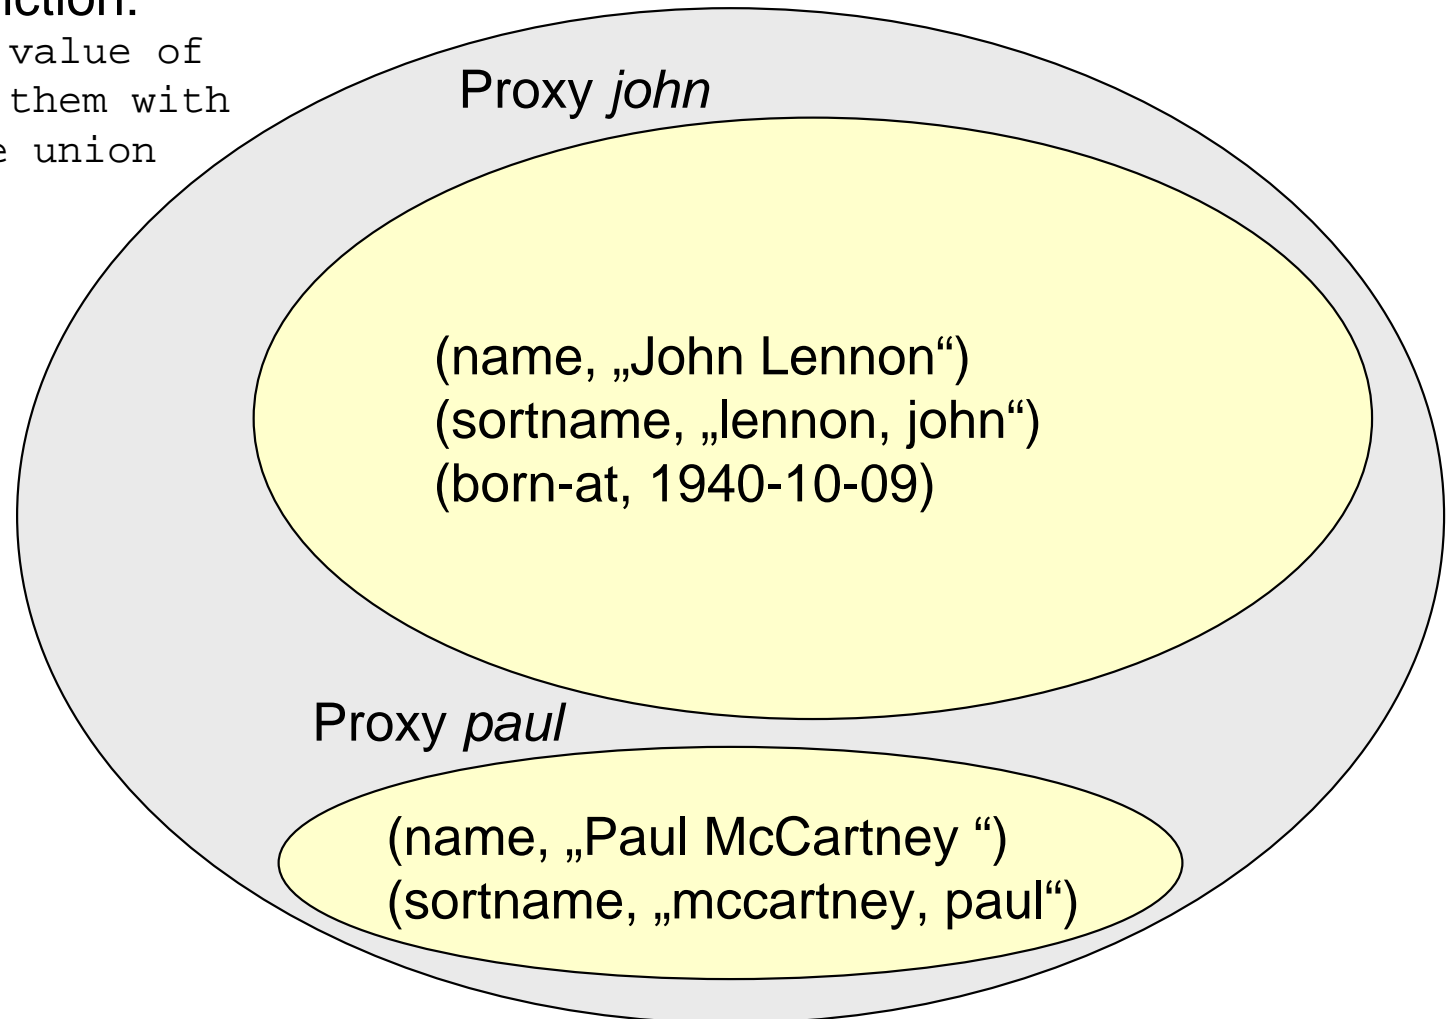 nction:
value of
them with
e union
Proxy john
(name, „John Lennon“)
(sortname, „lennon, john“)
(born-at, 1940-10-09)
Proxy paul
(name, „Paul McCartney “)
(sortname, „mccartney, paul“)